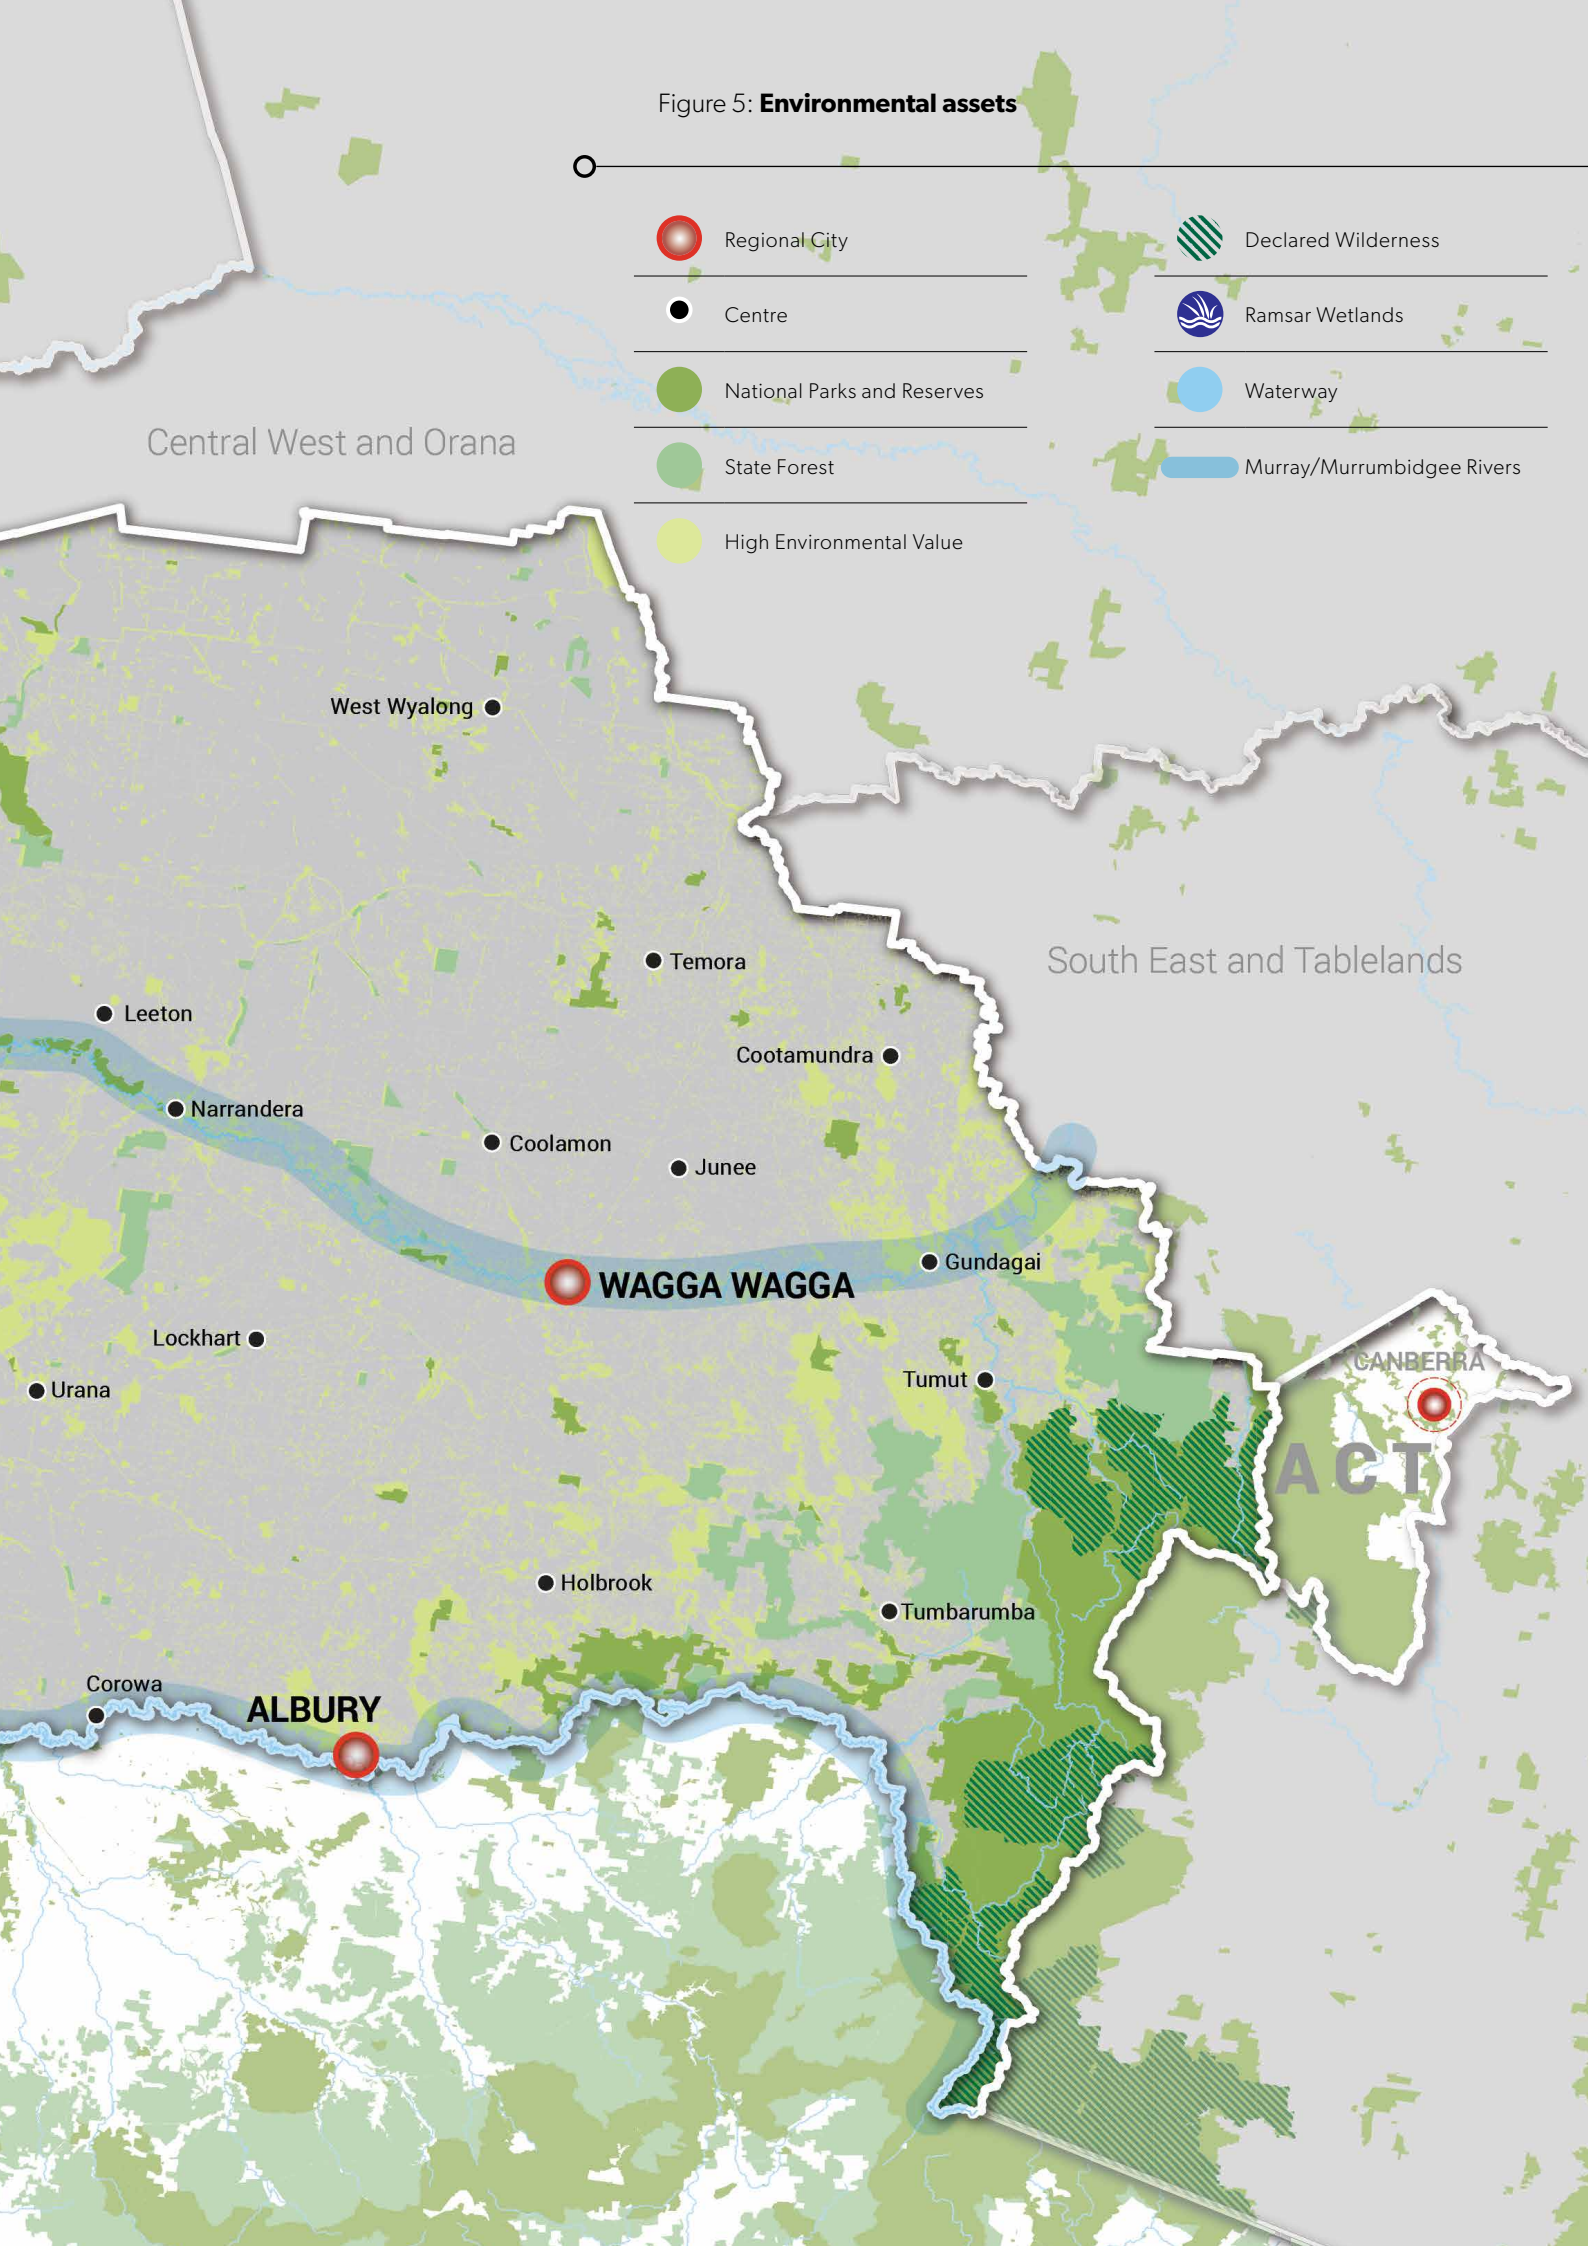 Figure 5: Environmental assets
Regional City
Centre
National Parks and Reserves
State Forest
High Environmental Value
Declared Wilderness
Ramsar Wetlands
Waterway
Murray/Murrumbidgee Rivers
Central West and Orana
West Wyalong
South East and Tablelands
Temora
Leeton
Cootamundra
Narrandera
Coolamon
Junee
Gundagai
WAGGA WAGGA
Lockhart
CANBERRA
Tumut
Urana
ACT
Holbrook
Tumbarumba
Corowa
ALBURY